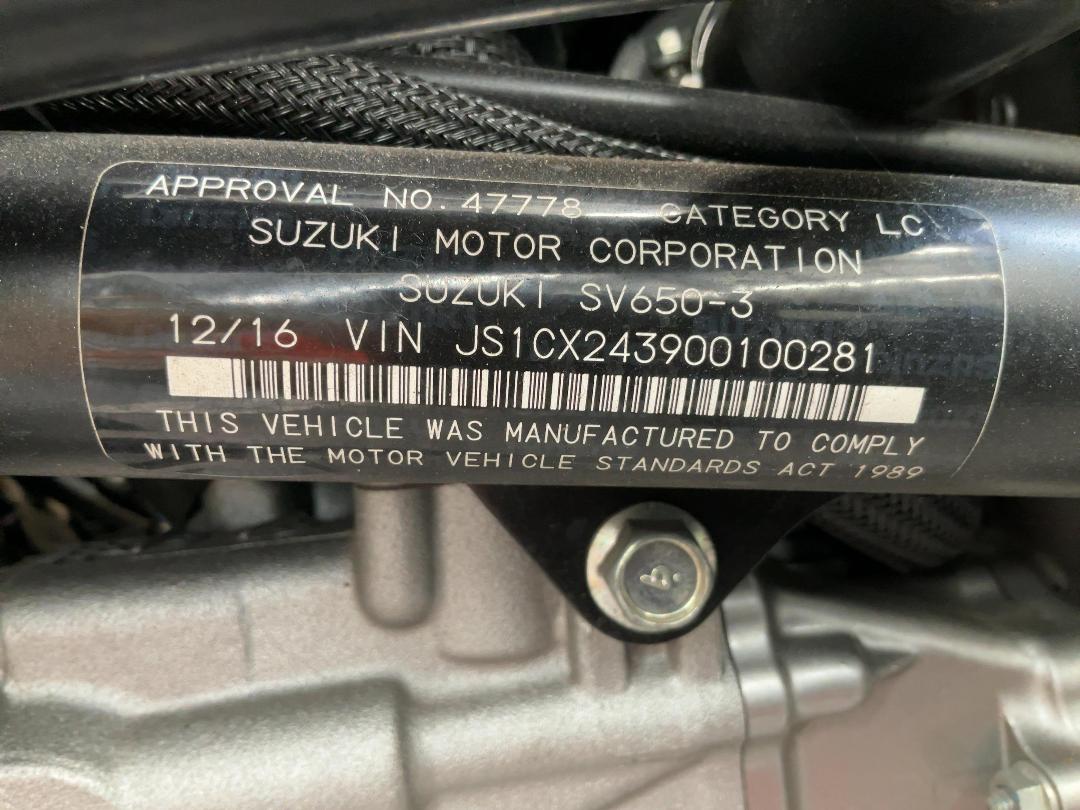 APPROVAL NO. 47778 CATEGORY LC
SUZUKI MOTOR CORPORATION
SUZUKI SV650-3
12/16 VIN JS1CX243900100281
THIS VEHICLE WAS MANUFACTURED TO COMPLY
WITH THE MOTOR VEHICLE STANDARDS ACT 1989